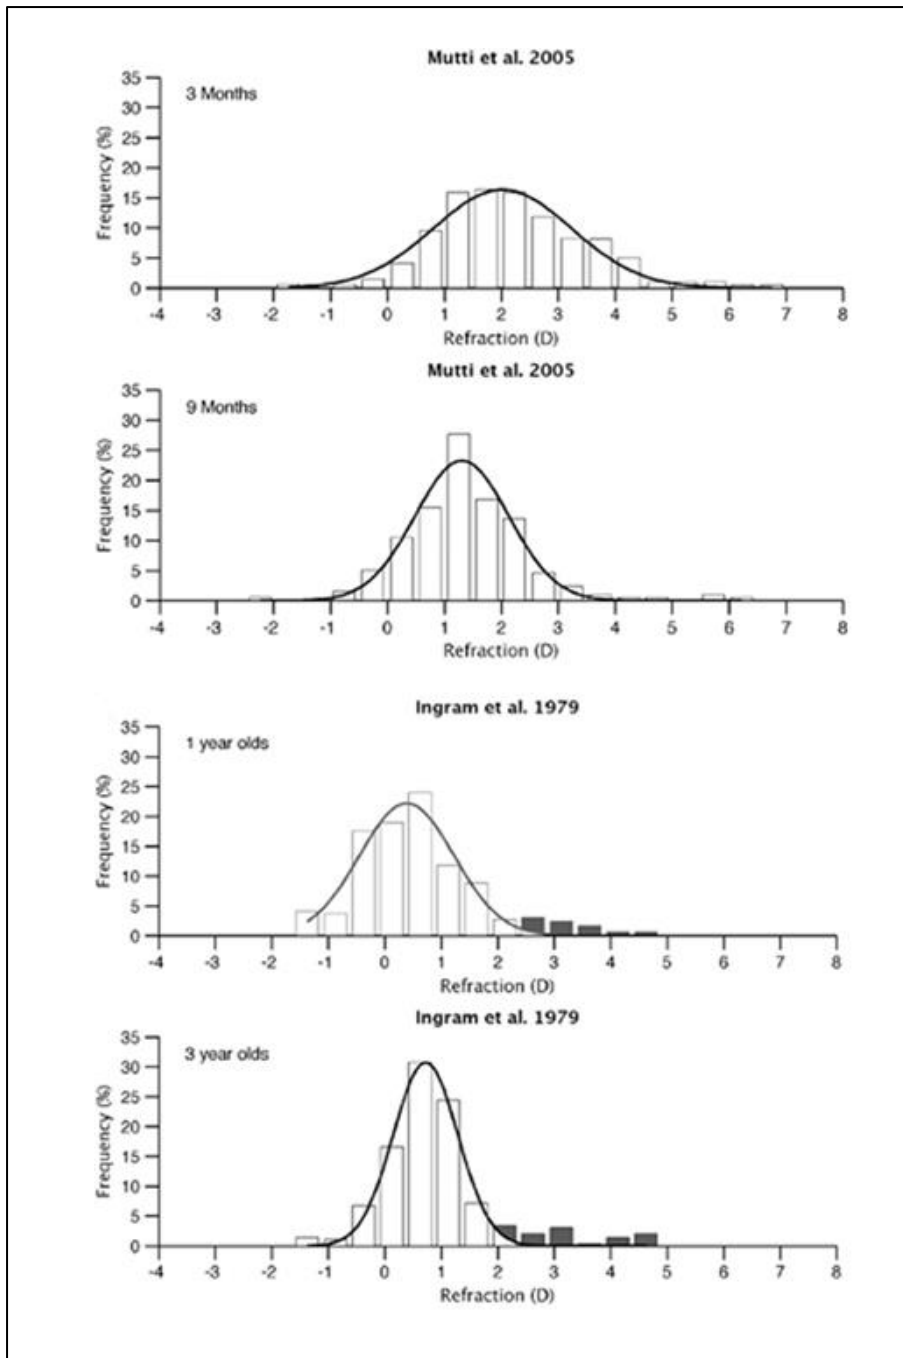 Mutti et al. 2005
3 Months
Frequency (%)
35
30
25
20
15
10
5
0
-4 -3 -2 -1 0 1 2 3 4 5 6 7 8
Refraction (D)
Mutti et al. 2005
9 Months
Frequency (%)
35
30
25
20
15
10
5
0
-4 -3 -2 -1 0 1 2 3 4 5 6 7 8
Refraction (D)
Ingram et al. 1979
1 year olds
Frequency (%)
35
30
25
20
15
10
5
0
-4 -3 -2 -1 0 1 2 3 4 5 6 7 8
Refraction (D)
Ingram et al. 1979
3 year olds
Frequency (%)
35
30
25
20
15
10
5
0
-4 -3 -2 -1 0 1 2 3 4 5 6 7 8
Refraction (D)